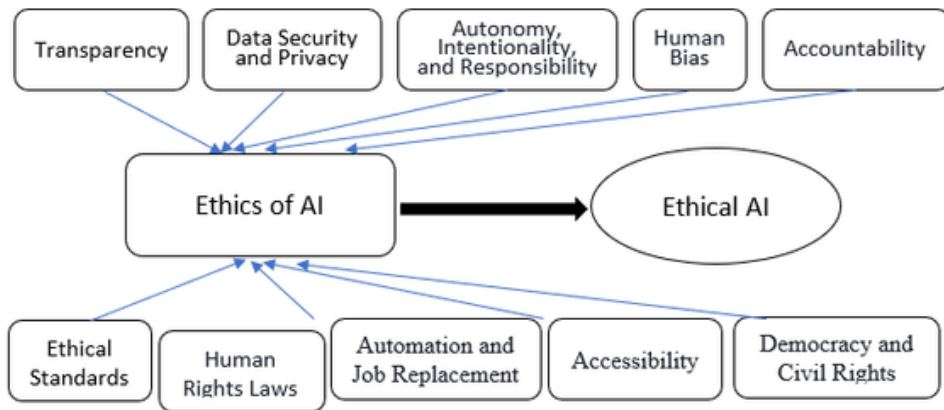 Transparency
Data Security
and Privacy
Autonomy,
Intentionality,
and Responsibility
Human
Bias
Accountability
Ethics of AI
Ethical AI
Ethical
Standards
Human
Rights Laws
Automation and
Job Replacement
Accessibility
Democracy and
Civil Rights